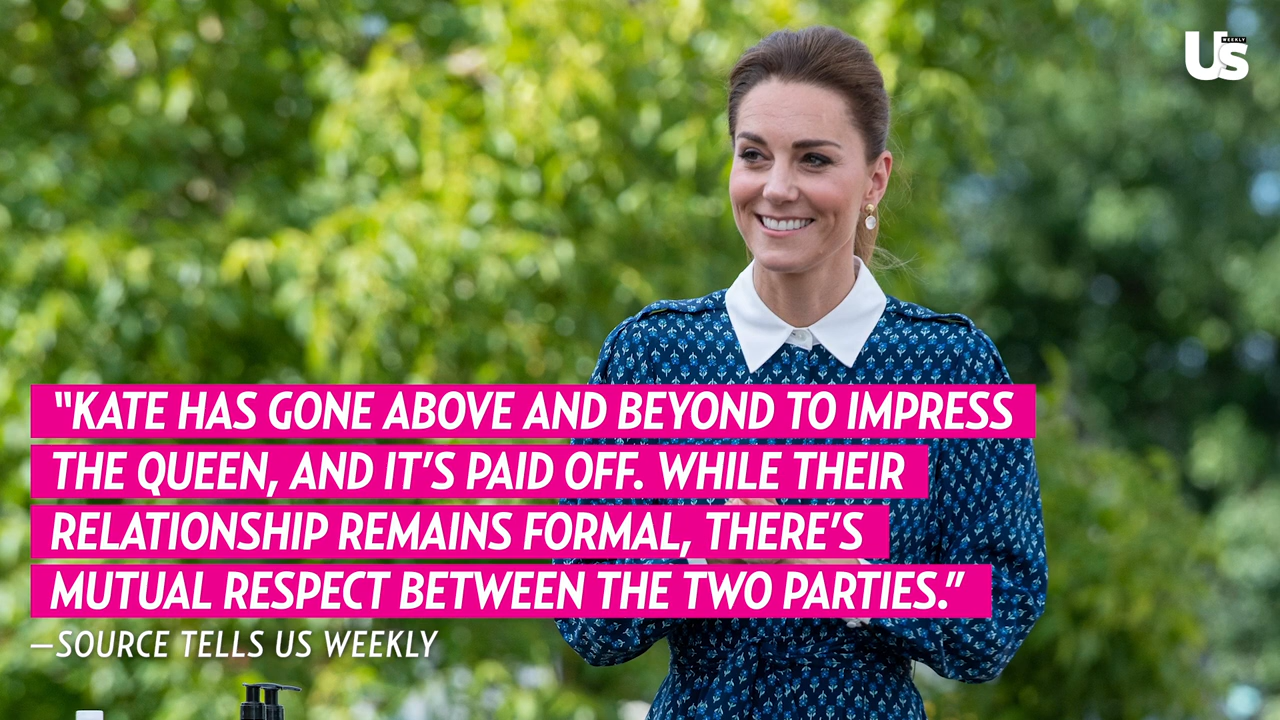 Us
WEEKLY
“KATE HAS GONE ABOVE AND BEYOND TO IMPRESS
THE QUEEN, AND IT’S PAID OFF. WHILE THEIR
RELATIONSHIP REMAINS FORMAL, THERE’S
MUTUAL RESPECT BETWEEN THE TWO PARTIES.”
–SOURCE TELLS US WEEKLY